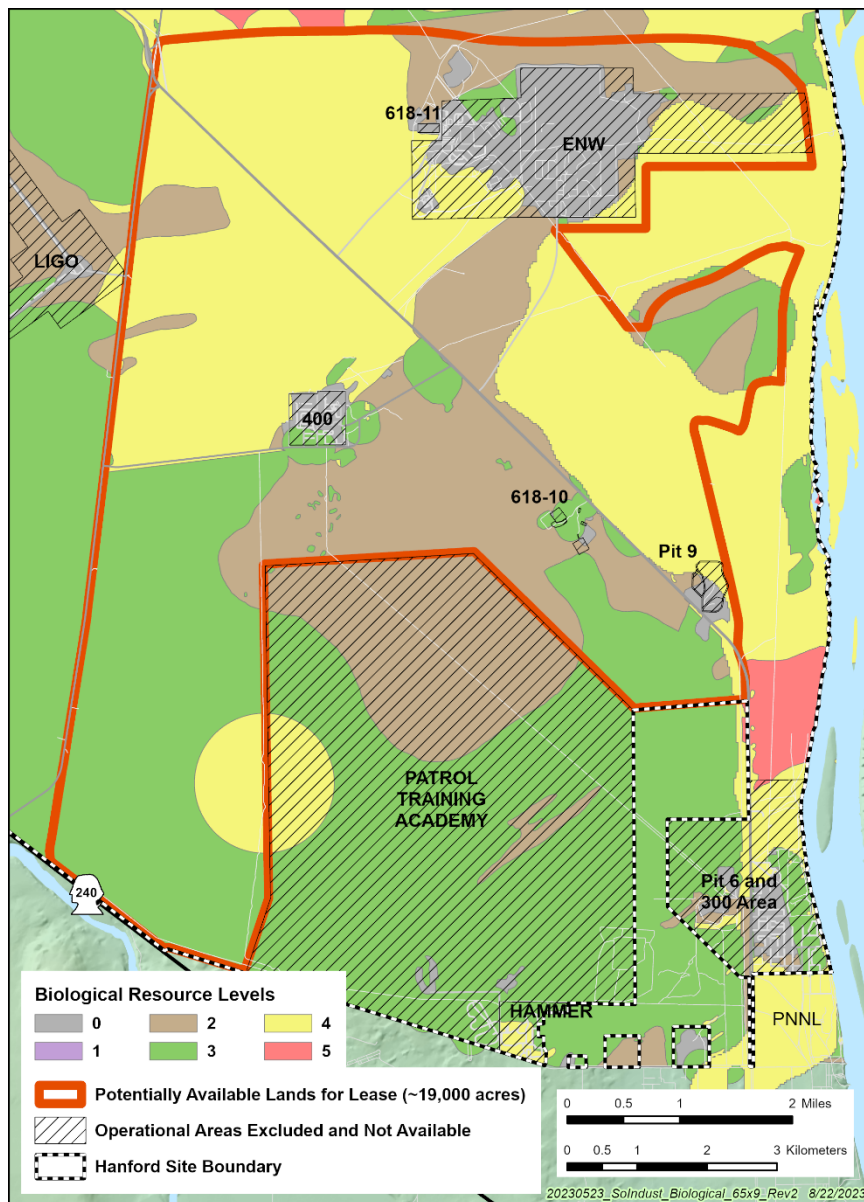 618-11
ENW
LIGO
400
618-10
Pit 9
PATROL
TRAINING
ACADEMY
Pit 6 and
300 Area
240
HAMMER
PNNL
Biological Resource Levels
0 2 4
1 3 5
Potentially Available Lands for Lease (~19,000 acres)
Operational Areas Excluded and Not Available
Hanford Site Boundary
0 0.5 1 2 Miles
0 0.5 1 2 3 Kilometers
20230523_SolIndust_Biological_65x9_Rev2 8/22/2023